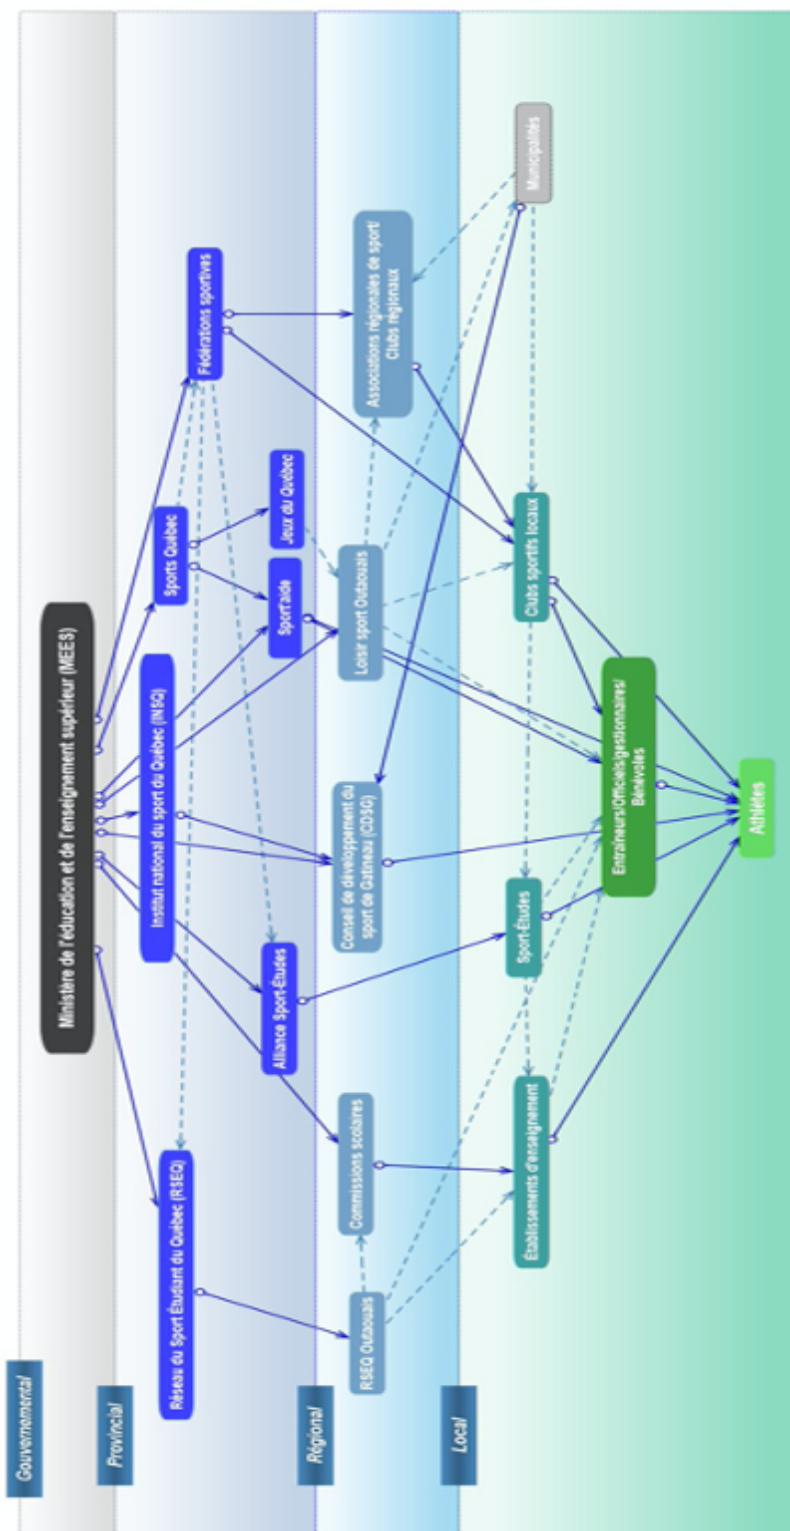 Gouvernemental
Ministère de l'éducation et de l'enseignement supérieur (MEES)
Provincial
Réseau du Sport Étudiant du Québec (RSEQ)
Institut national du sport du Québec (INSQ)
Sports Québec
Fédérations sportives
Alliance Sport-Études
Sport'aide
Jeux du Québec
Régional
RSEQ Outaouais
Commissions scolaires
Conseil de développement du
sport de Gatineau (CDSG)
Loisir sport Outaouais
Associations régionales de sport/
Clubs régionaux
Local
Établissements d'enseignement
Sport-Études
Clubs sportifs locaux
Municipalités
Entraîneurs/Officiels/gestionnaires/
Bénévoles
Athlètes